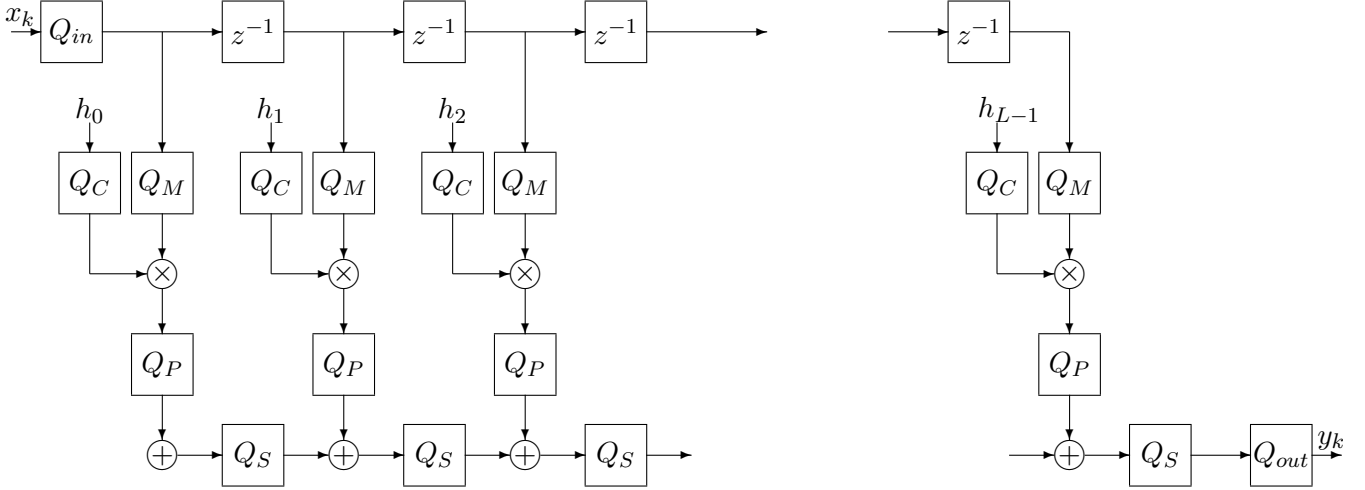 x_k Q_in z^{-1} z^{-1} z^{-1} z^{-1}
h_0 h_1 h_2 h_{L-1}
Q_C Q_M Q_C Q_M Q_C Q_M Q_C Q_M
× × × ×
Q_P Q_P Q_P Q_P
+ Q_S + Q_S + Q_S + Q_S Q_out y_k